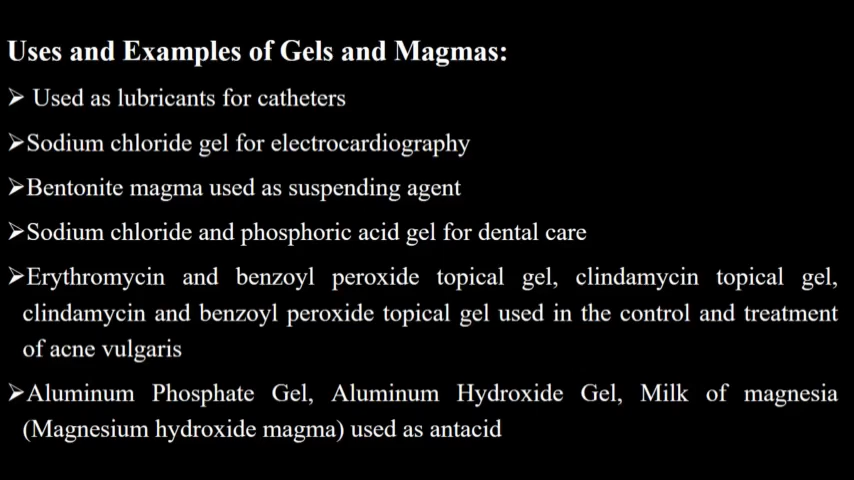 Uses and Examples of Gels and Magmas:
➢ Used as lubricants for catheters
➢Sodium chloride gel for electrocardiography
➢Bentonite magma used as suspending agent
➢Sodium chloride and phosphoric acid gel for dental care
➢Erythromycin and benzoyl peroxide topical gel, clindamycin topical gel,
clindamycin and benzoyl peroxide topical gel used in the control and treatment
of acne vulgaris
➢Aluminum Phosphate Gel, Aluminum Hydroxide Gel, Milk of magnesia
(Magnesium hydroxide magma) used as antacid